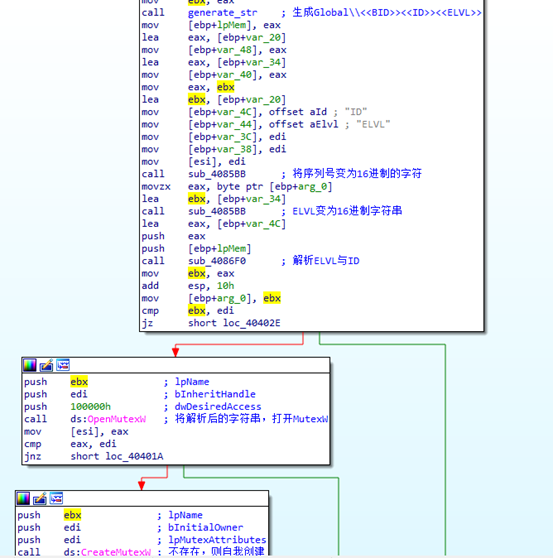 mov ebx, eax
call generate_str ; 生成Global\\<<BID>><<ID>><<ELVL>>
mov [ebp+lpMem], eax
lea eax, [ebp+var_20]
mov [ebp+var_48], eax
lea eax, [ebp+var_34]
mov [ebp+var_40], eax
mov eax, ebx
lea ebx, [ebp+var_20]
mov [ebp+var_4C], offset aId ; "ID"
mov [ebp+var_44], offset aElvl ; "ELVL"
mov [ebp+var_3C], edi
mov [ebp+var_38], edi
mov [esi], edi
call sub_4085BB ; 将序列号变为16进制的字符
movzx eax, byte ptr [ebp+arg_0]
lea ebx, [ebp+var_34]
call sub_4085BB ; ELVL变为16进制字符串
lea eax, [ebp+var_4C]
push eax
push [ebp+lpMem]
call sub_4086F0 ; 解析ELVL与ID
mov ebx, eax
add esp, 10h
mov [ebp+arg_0], ebx
cmp ebx, edi
jz short loc_40402E
push ebx ; lpName
push edi ; bInheritHandle
push 100000h ; dwDesiredAccess
call ds:OpenMutexW ; 将解析后的字符串，打开MutexW
mov [esi], eax
cmp eax, edi
jnz short loc_40401A
push ebx ; lpName
push edi ; bInitialOwner
push edi ; lpMutexAttributes
call ds:CreateMutexW ; 不存在，则自我创建